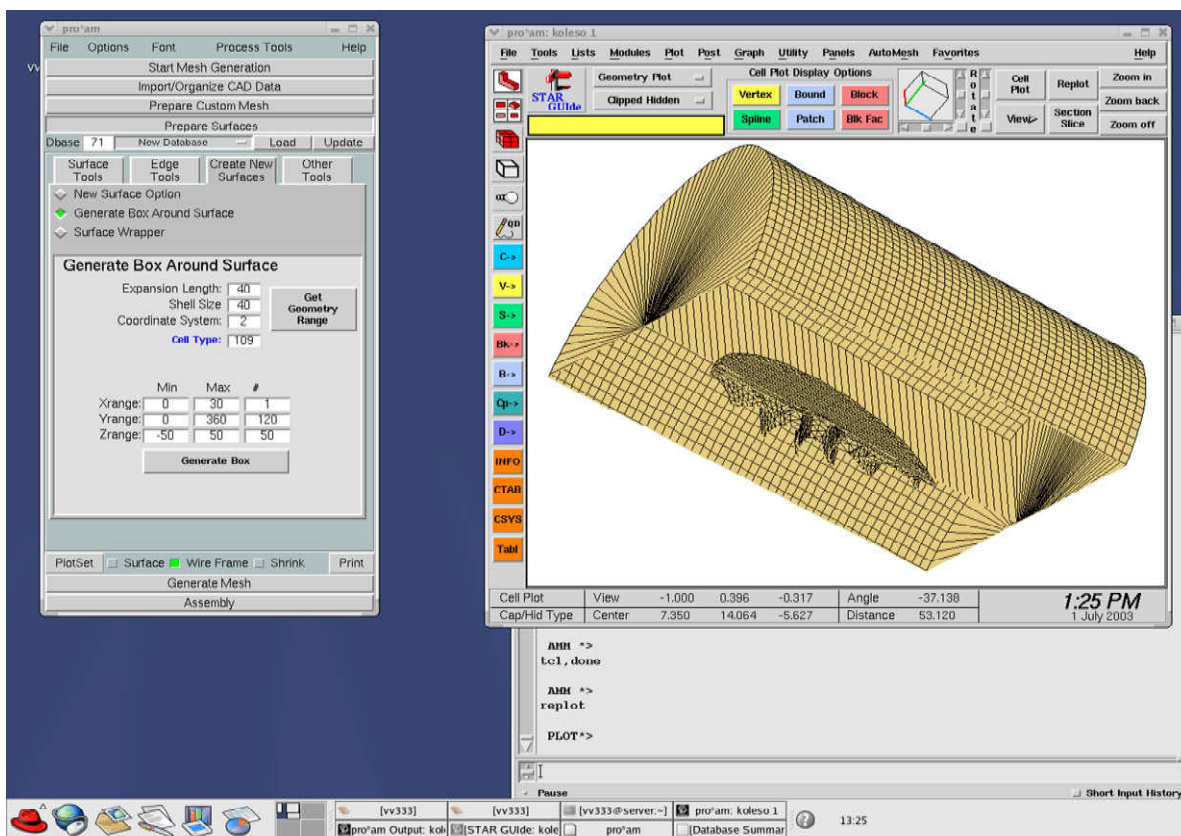 pro*am
File Options Font Process Tools Help
Start Mesh Generation
Import/Organize CAD Data
Prepare Custom Mesh
Prepare Surfaces
Dbase 71 New Database Load Update
Surface Tools
Edge Tools
Create New Surfaces
Other Tools
New Surface Option
Generate Box Around Surface
Surface Wrapper
Generate Box Around Surface
Expansion Length: 40
Shell Size 40
Coordinate System: 2
Get Geometry Range
Cell Type: 109
Min Max #
Xrange: 0 30 1
Yrange: 0 360 120
Zrange: -50 50 50
Generate Box
PlotSet Surface Wire Frame Shrink Print
Generate Mesh
Assembly
vv
pro*am: koleso 1
File Tools Lists Modules Plot Post Graph Utility Panels AutoMesh Favorites Help
STAR GUIde
Geometry Plot
Clipped Hidden
Cell Plot Display Options
Vertex Bound Block
Spline Patch Blk Fac
Rotate
Cell Plot
View>
Replot
Section Slice
Zoom in
Zoom back
Zoom off
C->
V->
S->
Bk->
B->
Cp->
D->
INFO
CTAB
CSYS
Tabl
Cell Plot View -1.000 0.396 -0.317 Angle -37.138
Cap/Hid Type Center 7.350 14.064 -5.627 Distance 53.120
1:25 PM
1 July 2003
AMM *>
tcl,done
AMM *>
replot
PLOT*>
Pause
Short Input History
[vv333] [vv333] [vv333@server:~] pro*am: koleso 1
pro*am Output: kol [STAR GUIde: kole pro*am [Database Summar
13:25